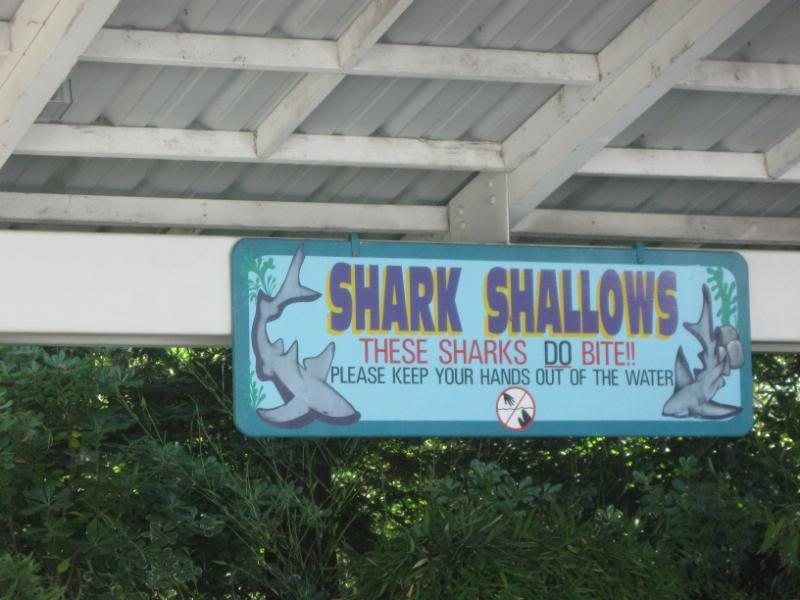 SHARK SHALLOWS
THESE SHARKS DO BITE!!
PLEASE KEEP YOUR HANDS OUT OF THE WATER